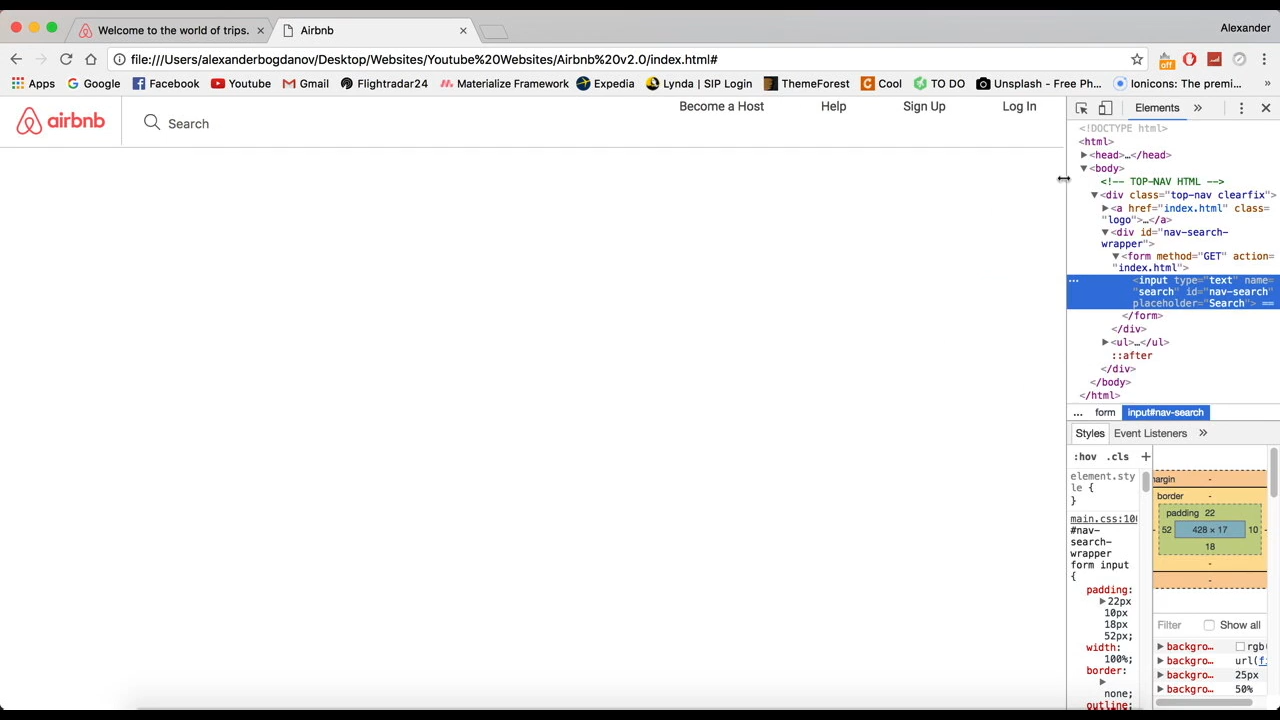 Welcome to the world of trips.
Airbnb
Alexander
file:///Users/alexanderbogdanov/Desktop/Websites/Youtube%20Websites/Airbnb%20v2.0/index.html#
off
Apps Google Facebook Youtube Gmail Flightradar24 Materialize Framework Expedia Lynda | SIP Login ThemeForest Cool TO DO Unsplash - Free Ph... Ionicons: The premi... »
airbnb
Search
Become a Host Help Sign Up Log In
Elements »
<!DOCTYPE html>
<html>
<head>…</head>
<body>
<!-- TOP-NAV HTML -->
<div class="top-nav clearfix">
<a href="index.html" class=
"logo">…</a>
<div id="nav-search-
wrapper">
<form method="GET" action=
"index.html">
<input type="text" name=
"search" id="nav-search"
placeholder="Search"> ==
</form>
</div>
<ul>…</ul>
::after
</div>
</body>
</html>
... form input#nav-search
Styles Event Listeners »
:hov .cls +
element.sty
le {
}
main.css:10
#nav-
search-
wrapper
form input
{
padding:
22px
10px
18px
52px;
width:
100%;
border:
none;
outline:
margin -
border -
padding 22
52 428 × 17 10
18
-
-
Filter Show all
backgro… rgb(
backgro… url(fi
backgro… 25px
backgro… 50%